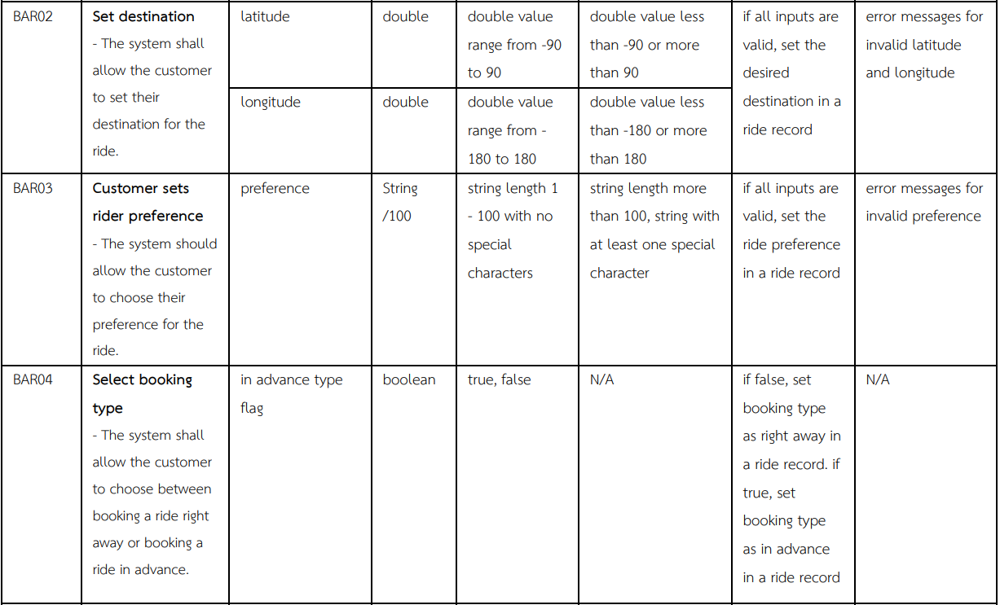 BAR02
Set destination
- The system shall
allow the customer
to set their
destination for the
ride.
latitude
double
double value
range from -90
to 90
double value less
than -90 or more
than 90
if all inputs are
valid, set the
desired
destination in a
ride record
error messages for
invalid latitude
and longitude
longitude
double
double value
range from -
180 to 180
double value less
than -180 or more
than 180
BAR03
Customer sets
rider preference
- The system should
allow the customer
to choose their
preference for the
ride.
preference
String
/100
string length 1
- 100 with no
special
characters
string length more
than 100, string with
at least one special
character
if all inputs are
valid, set the
ride preference
in a ride record
error messages for
invalid preference
BAR04
Select booking
type
- The system shall
allow the customer
to choose between
booking a ride right
away or booking a
ride in advance.
in advance type
flag
boolean
true, false
N/A
if false, set
booking type
as right away in
a ride record. if
true, set
booking type
as in advance
in a ride record
N/A